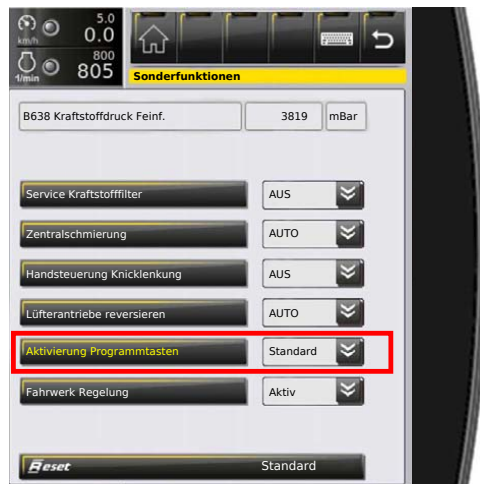 5.0
km/h 0.0
800
1/min 805
Sonderfunktionen
B638 Kraftstoffdruck Feinf. 3819 mBar
Service Kraftstofffilter AUS
Zentralschmierung AUTO
Handsteuerung Knicklenkung AUS
Lüfterantriebe reversieren AUTO
Aktivierung Programmtasten Standard
Fahrwerk Regelung Aktiv
Reset Standard